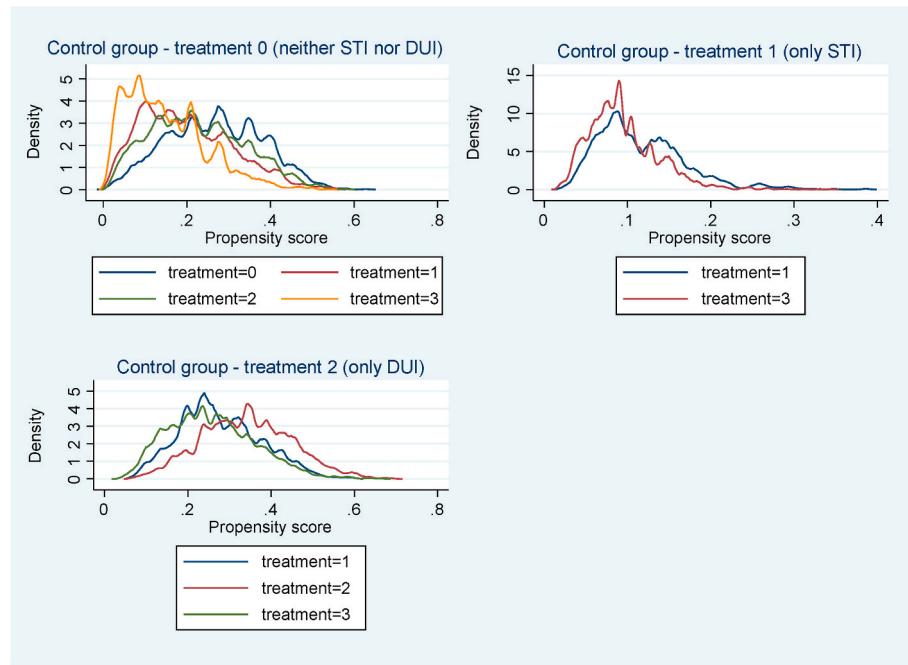 Control group - treatment 0 (neither STI nor DUI)
Density
5
4
3
2
1
0
0 .2 .4 .6 .8
Propensity score
treatment=0 treatment=1
treatment=2 treatment=3
Control group - treatment 1 (only STI)
Density
15
10
5
0
0 .1 .2 .3 .4
Propensity score
treatment=1
treatment=3
Control group - treatment 2 (only DUI)
Density
5
4
3
2
1
0
0 .2 .4 .6 .8
Propensity score
treatment=1
treatment=2
treatment=3